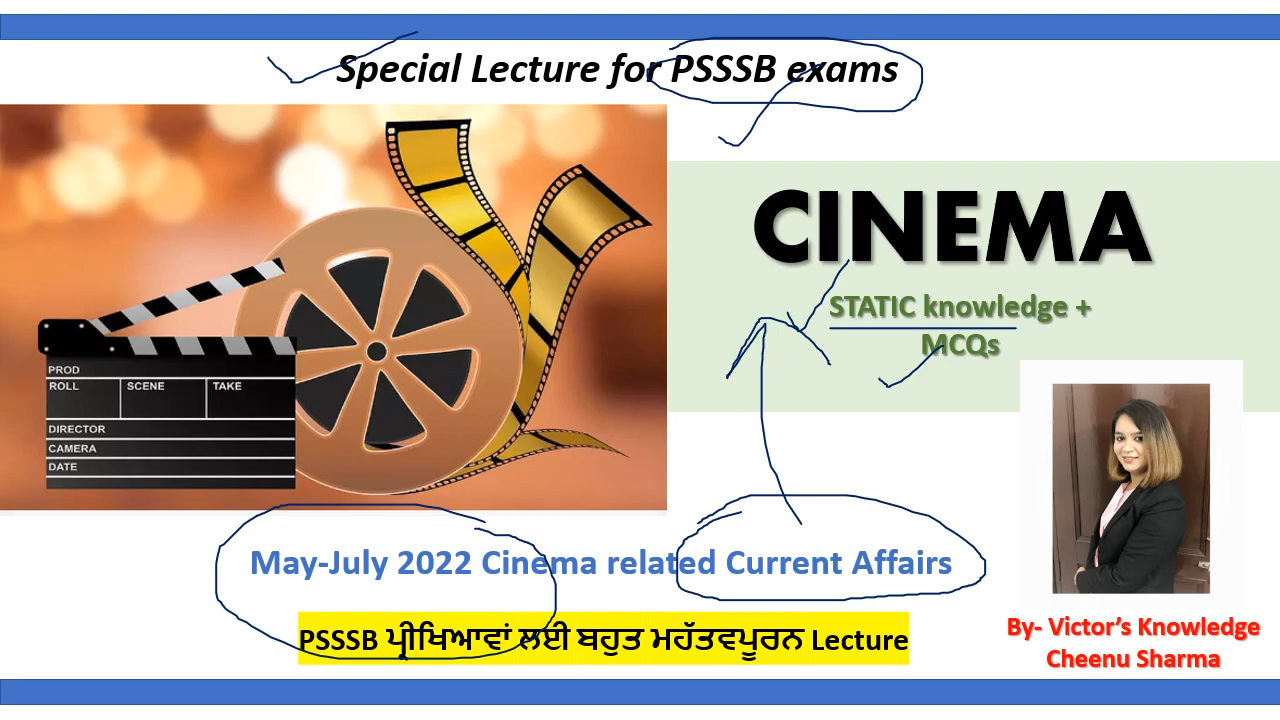 Special Lecture for PSSSB exams
CINEMA
STATIC knowledge +
MCQs
PROD
ROLL SCENE TAKE
DIRECTOR
CAMERA
DATE
May-July 2022 Cinema related Current Affairs
PSSSB ਪ੍ਰੀਖਿਆਵਾਂ ਲਈ ਬਹੁਤ ਮਹੱਤਵਪੂਰਨ Lecture
By- Victor's Knowledge
Cheenu Sharma